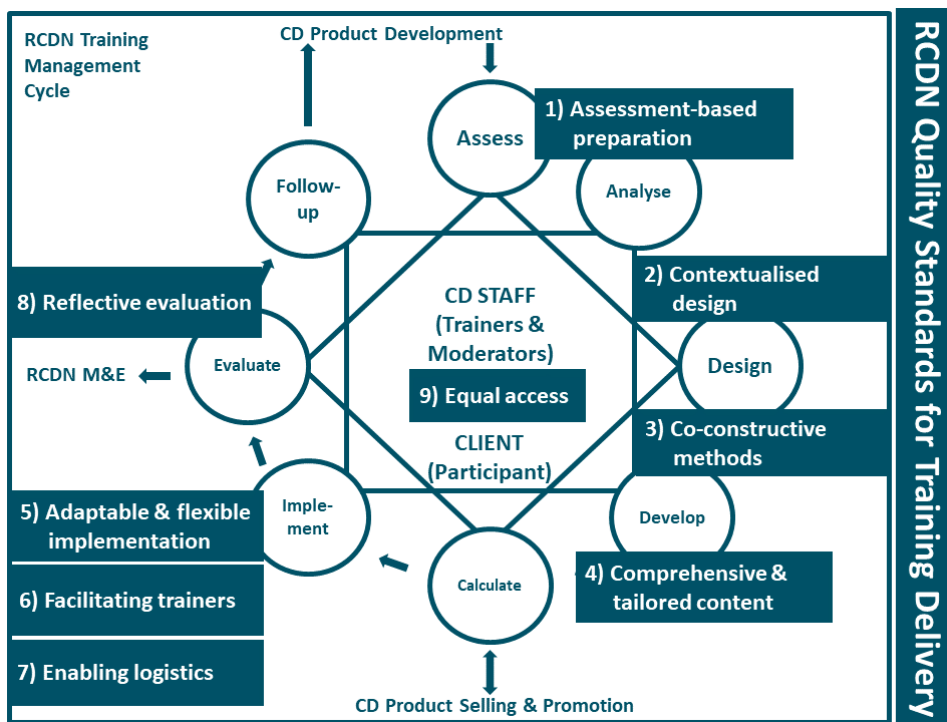 RCDN Training
Management
Cycle
CD Product Development
Assess
1) Assessment-based
preparation
Analyse
Follow-
up
2) Contextualised
design
8) Reflective evaluation
CD STAFF
(Trainers &
Moderators)
Evaluate
Design
RCDN M&E
9) Equal access
3) Co-constructive
methods
CLIENT
(Participant)
5) Adaptable & flexible
implementation
Imple-
ment
Develop
4) Comprehensive &
tailored content
Calculate
6) Facilitating trainers
7) Enabling logistics
CD Product Selling & Promotion
RCDN Quality Standards for Training Delivery